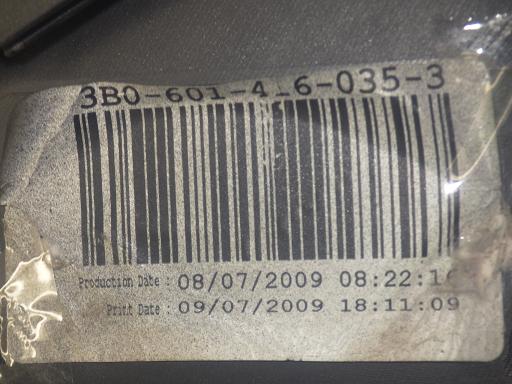 3B0-601-4_6-035-3
Production Date : 08/07/2009 08:22:1
Print Date : 09/07/2009 18:11:09